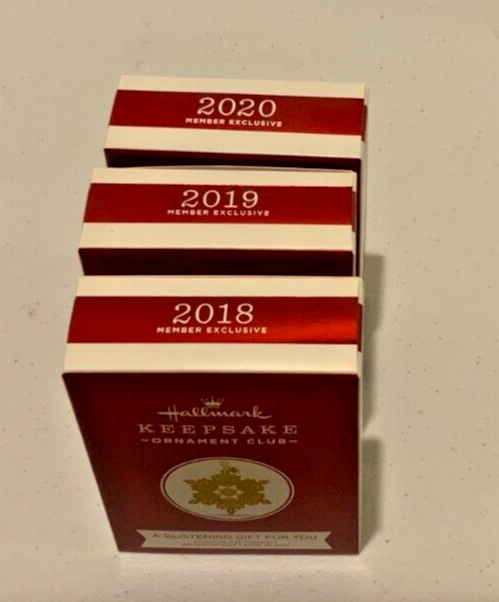 2020
MEMBER EXCLUSIVE
2019
MEMBER EXCLUSIVE
2018
MEMBER EXCLUSIVE
Hallmark
KEEPSAKE
ORNAMENT CLUB
A GLISTENING GIFT FOR YOU